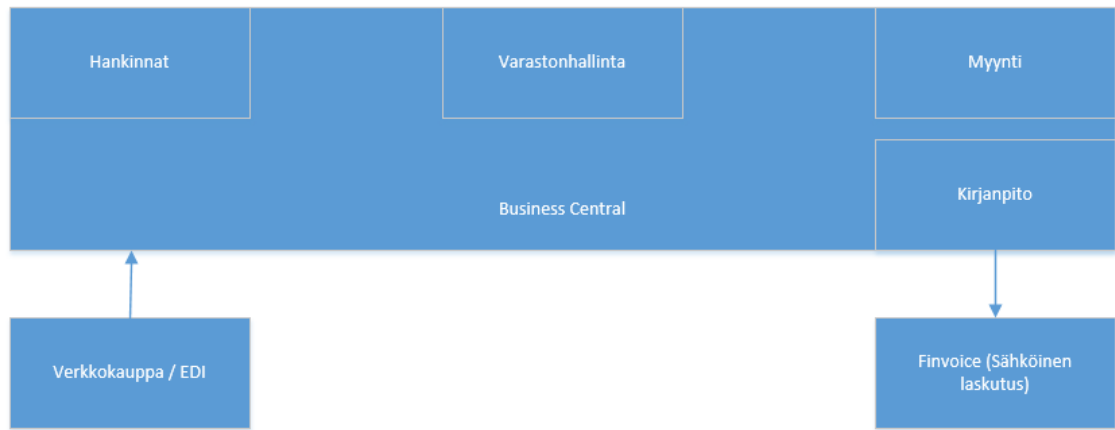 Hankinnat
Varastonhallinta
Myynti
Kirjanpito
Business Central
Verkkokauppa / EDI
Finvoice (Sähköinen
laskutus)